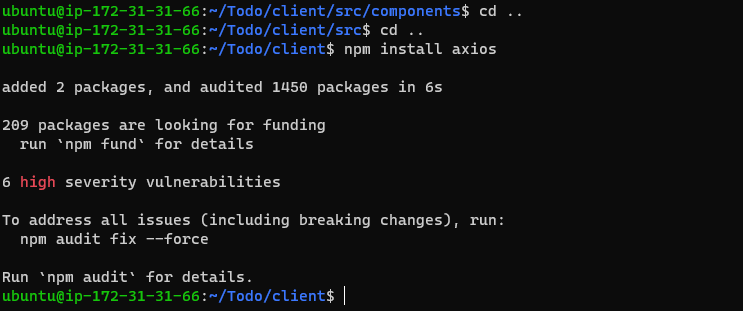 ubuntu@ip-172-31-31-66:~/Todo/client/src/components$ cd ..
ubuntu@ip-172-31-31-66:~/Todo/client/src$ cd ..
ubuntu@ip-172-31-31-66:~/Todo/client$ npm install axios
added 2 packages, and audited 1450 packages in 6s
209 packages are looking for funding
  run `npm fund` for details
6 high severity vulnerabilities
To address all issues (including breaking changes), run:
  npm audit fix --force
Run `npm audit` for details.
ubuntu@ip-172-31-31-66:~/Todo/client$